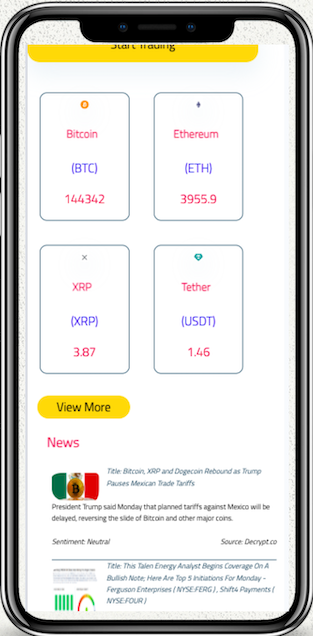 Start Trading
Bitcoin
(BTC)
144342
Ethereum
(ETH)
3955.9
XRP
(XRP)
3.87
Tether
(USDT)
1.46
View More
News
Title: Bitcoin, XRP and Dogecoin Rebound as Trump
Pauses Mexican Trade Tariffs
President Trump said Monday that planned tariffs against Mexico will be
delayed, reversing the slide of Bitcoin and other major coins.
Sentiment: Neutral
Source: Decrypt.co
Title: This Talen Energy Analyst Begins Coverage On A
Bullish Note; Here Are Top 5 Initiations For Monday -
Ferguson Enterprises ( NYSE:FERG ) , Shift4 Payments (
NYSE:FOUR )